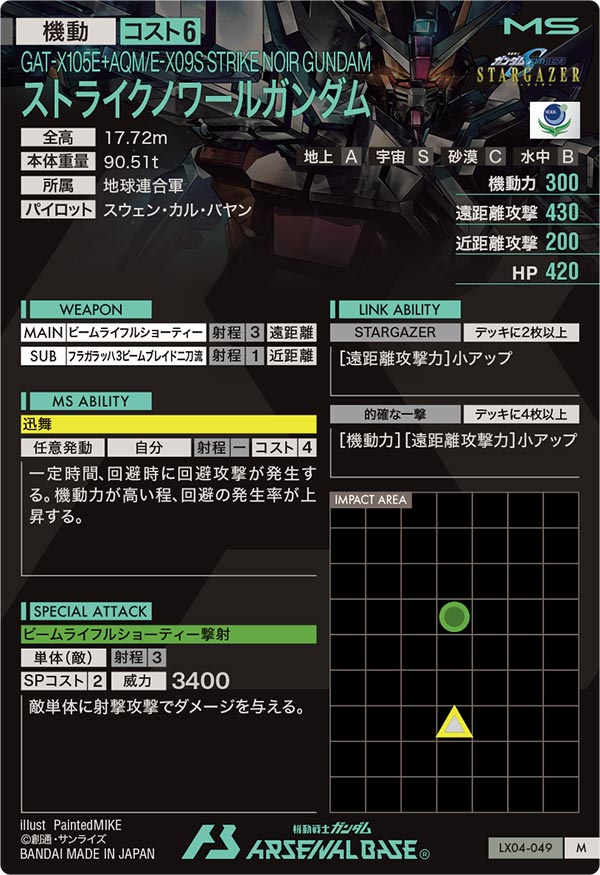 機動 コスト6 MS
GAT-X105E+AQM/E-X09S STRIKE NOIR GUNDAM
ストライクノワールガンダム
STARGAZER
全高 17.72m
本体重量 90.51t
所属 地球連合軍
パイロット スウェン・カル・バヤン
地上 A 宇宙 S 砂漠 C 水中 B
機動力 300
遠距離攻撃 430
近距離攻撃 200
HP 420
WEAPON
MAIN ビームライフルショーティー 射程 3 遠距離
SUB フラガラッハ3ビームブレイド二刀流 射程 1 近距離
MS ABILITY
迅舞
任意発動 自分 射程 ー コスト 4
一定時間、回避時に回避攻撃が発生す
る。機動力が高い程、回避の発生率が上
昇する。
SPECIAL ATTACK
ビームライフルショーティー撃射
単体(敵) 射程 3
SPコスト 2 威力 3400
敵単体に射撃攻撃でダメージを与える。
LINK ABILITY
STARGAZER デッキに2枚以上
[遠距離攻撃力]小アップ
的確な一撃 デッキに4枚以上
[機動力][遠距離攻撃力]小アップ
IMPACT AREA
illust PaintedMIKE
©創通・サンライズ
BANDAI MADE IN JAPAN
機動戦士ガンダム
ARSENAL BASE®
LX04-049 M